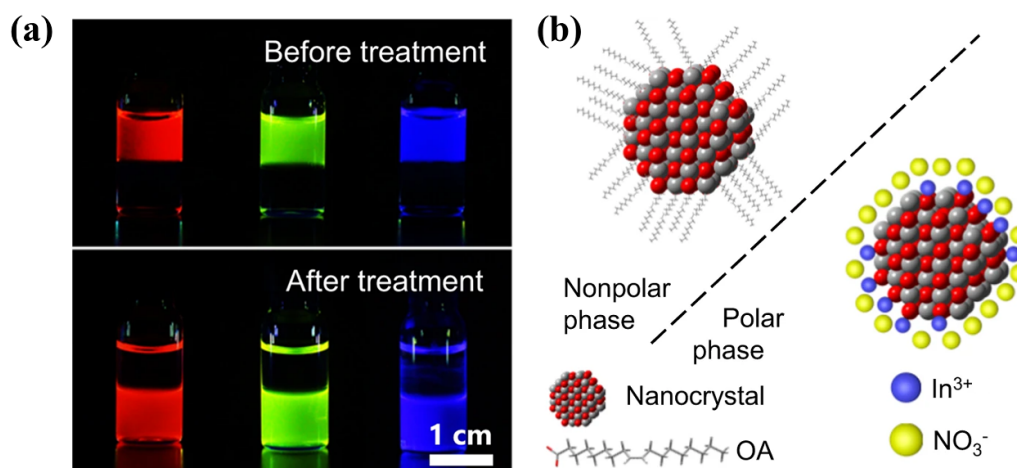 (a)
Before treatment
After treatment
1 cm
(b)
Nonpolar
phase
Polar
phase
Nanocrystal
OA
In³⁺
NO₃⁻